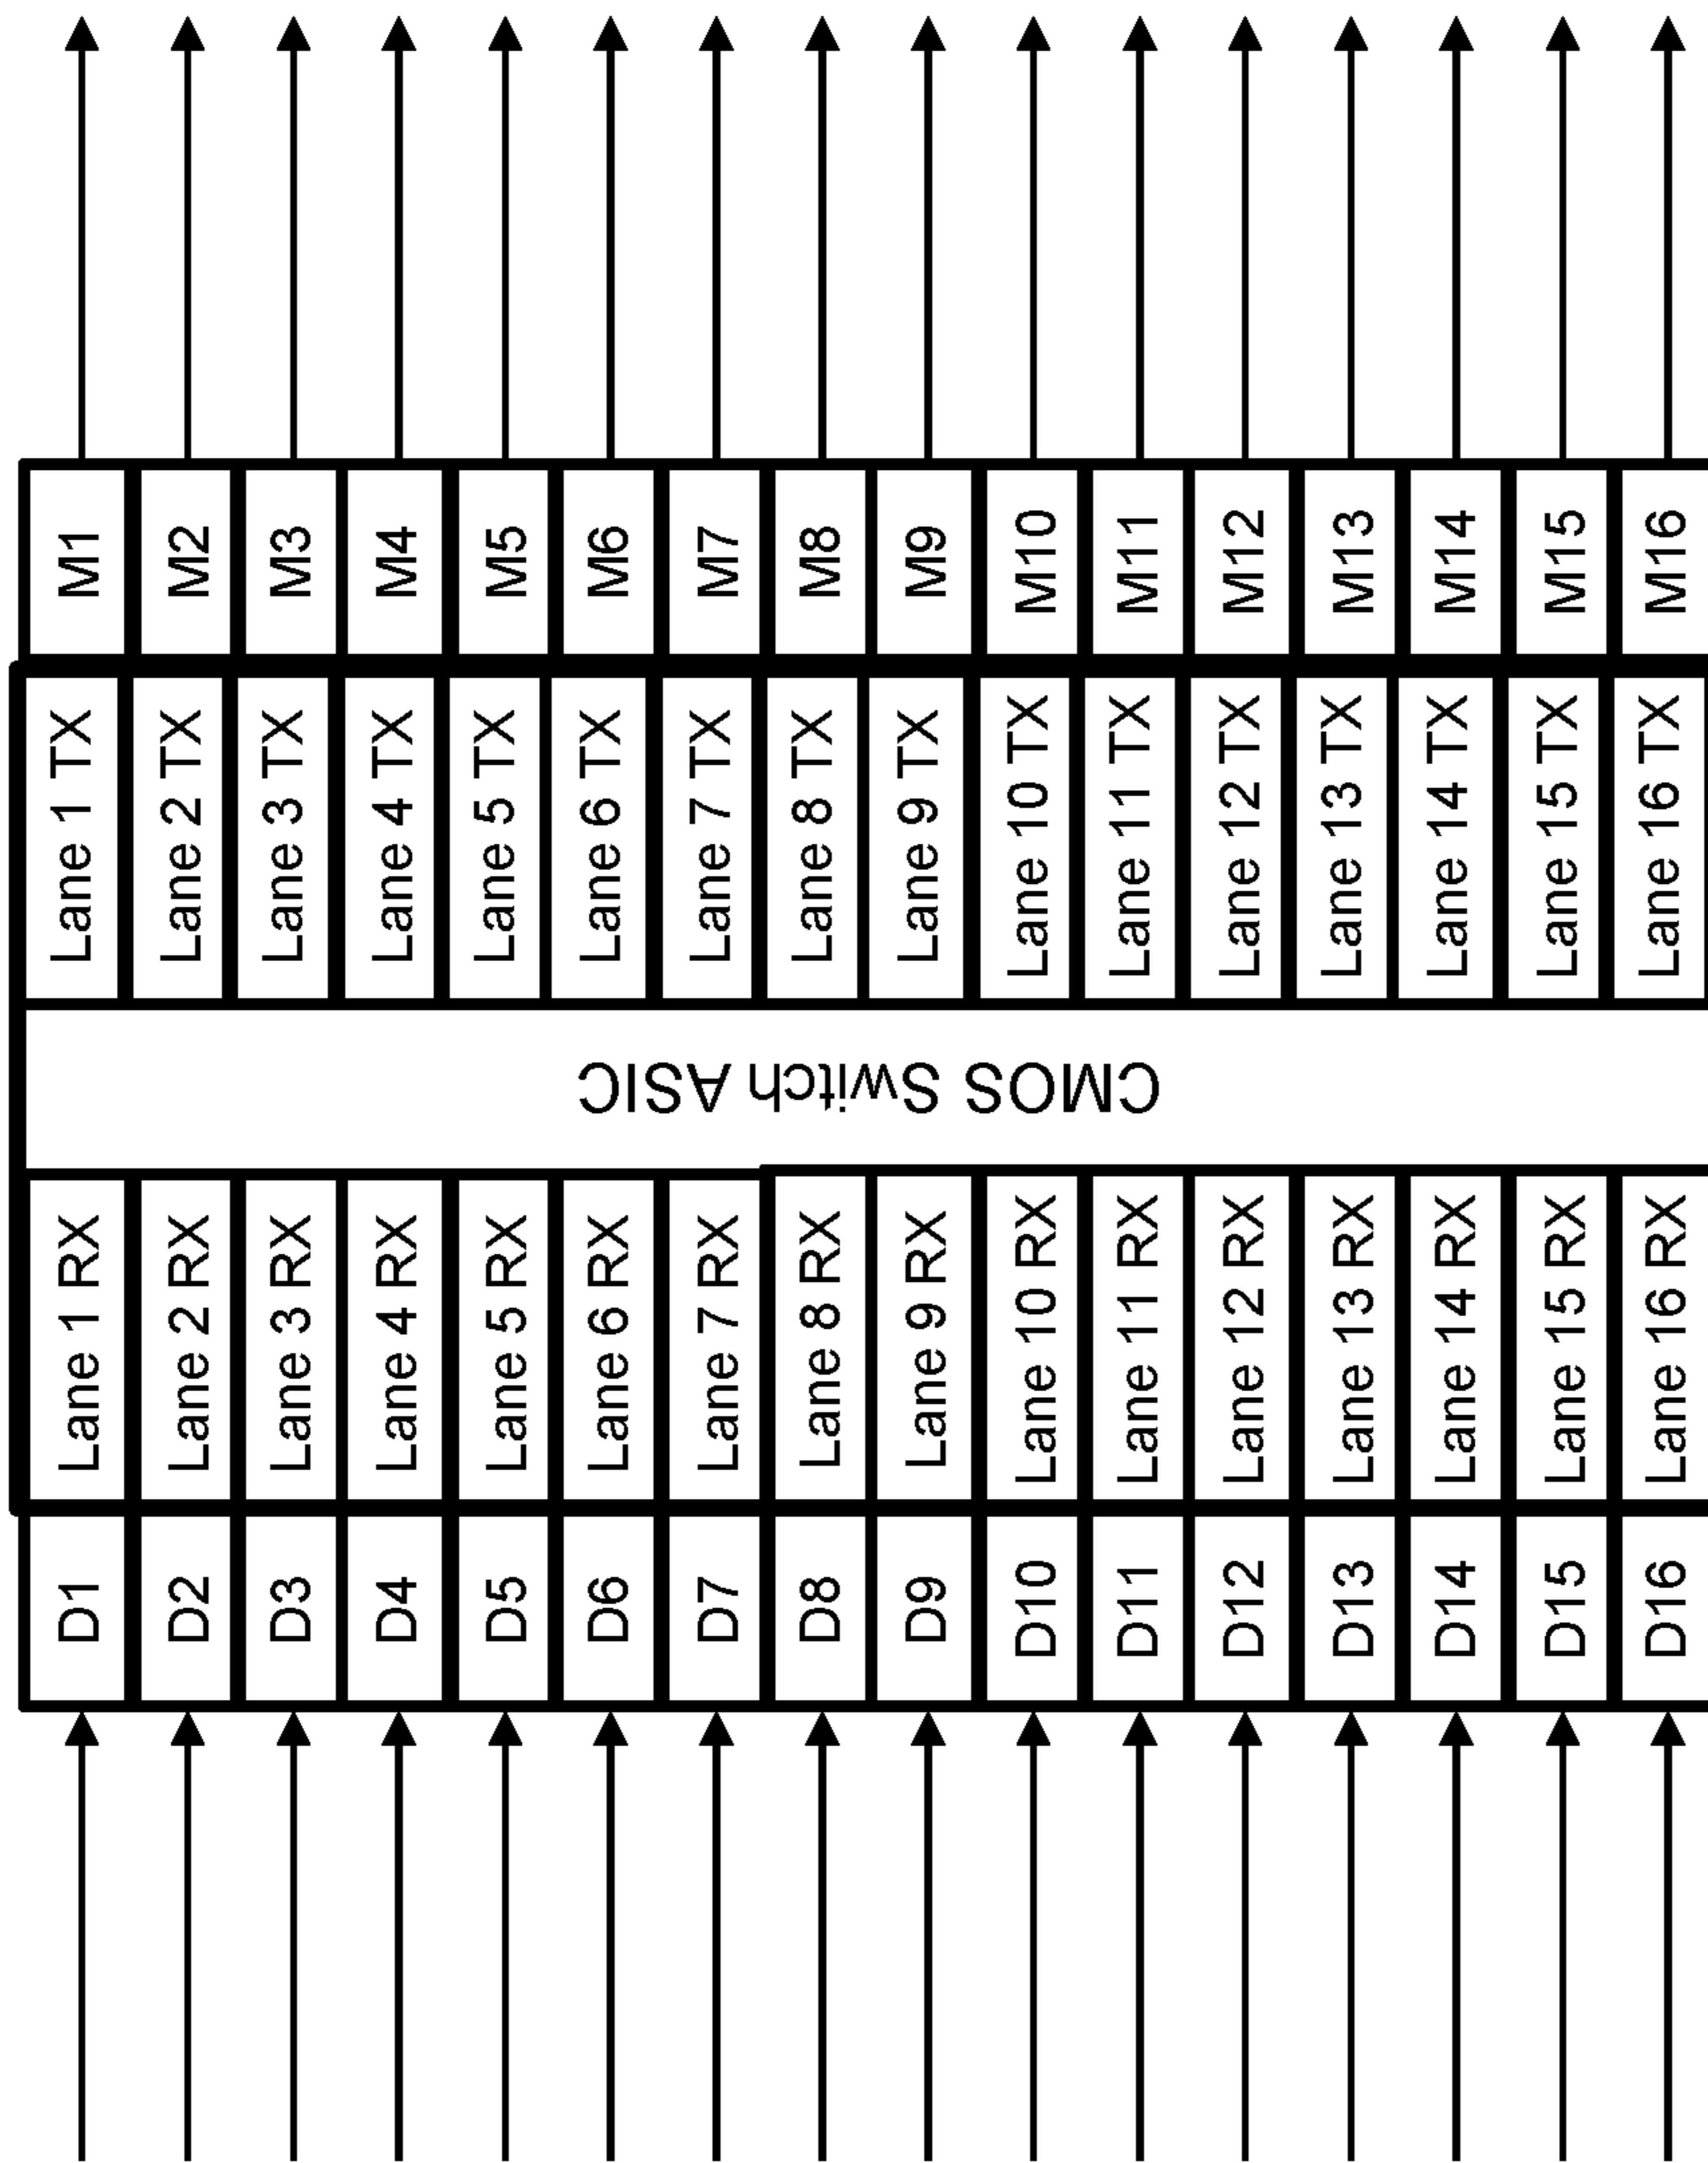 M1
M2
M3
M4
M5
M6
M7
M8
M9
M10
M11
M12
M13
M14
M15
M16
Lane 1 TX
Lane 2 TX
Lane 3 TX
Lane 4 TX
Lane 5 TX
Lane 6 TX
Lane 7 TX
Lane 8 TX
Lane 9 TX
Lane 10 TX
Lane 11 TX
Lane 12 TX
Lane 13 TX
Lane 14 TX
Lane 15 TX
Lane 16 TX
CMOS Switch ASIC
Lane 1 RX
Lane 2 RX
Lane 3 RX
Lane 4 RX
Lane 5 RX
Lane 6 RX
Lane 7 RX
Lane 8 RX
Lane 9 RX
Lane 10 RX
Lane 11 RX
Lane 12 RX
Lane 13 RX
Lane 14 RX
Lane 15 RX
Lane 16 RX
D1
D2
D3
D4
D5
D6
D7
D8
D9
D10
D11
D12
D13
D14
D15
D16